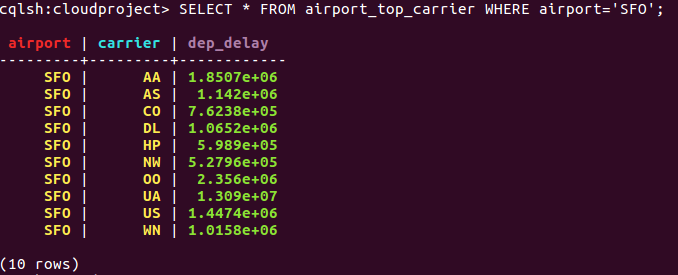 cqlsh:cloudproject> SELECT * FROM airport_top_carrier WHERE airport='SFO';
airport | carrier | dep_delay
---------+---------+------------
SFO | AA | 1.8507e+06
SFO | AS | 1.142e+06
SFO | CO | 7.6238e+05
SFO | DL | 1.0652e+06
SFO | HP | 5.989e+05
SFO | NW | 5.2796e+05
SFO | OO | 2.356e+06
SFO | UA | 1.309e+07
SFO | US | 1.4474e+06
SFO | WN | 1.0158e+06
(10 rows)